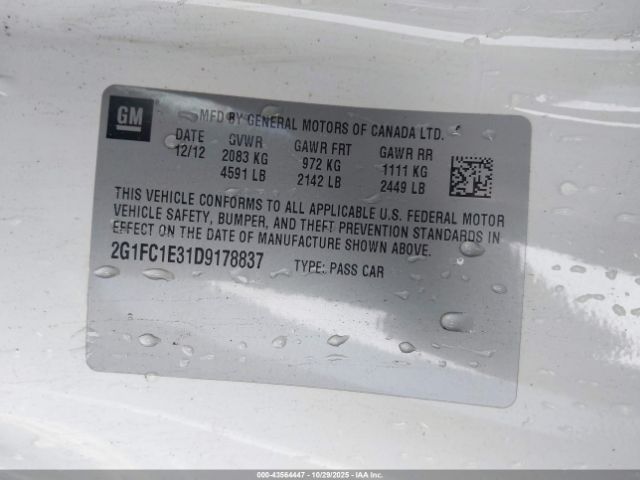 GM
MFD BY GENERAL MOTORS OF CANADA LTD.
DATE GVWR GAWR FRT GAWR RR
12/12 2083 KG 972 KG 1111 KG
4591 LB 2142 LB 2449 LB
THIS VEHICLE CONFORMS TO ALL APPLICABLE U.S. FEDERAL MOTOR
VEHICLE SAFETY, BUMPER, AND THEFT PREVENTION STANDARDS IN
EFFECT ON THE DATE OF MANUFACTURE SHOWN ABOVE.
2G1FC1E31D9178837 TYPE: PASS CAR
000-43564447 • 10/29/2025 • IAAI.COM